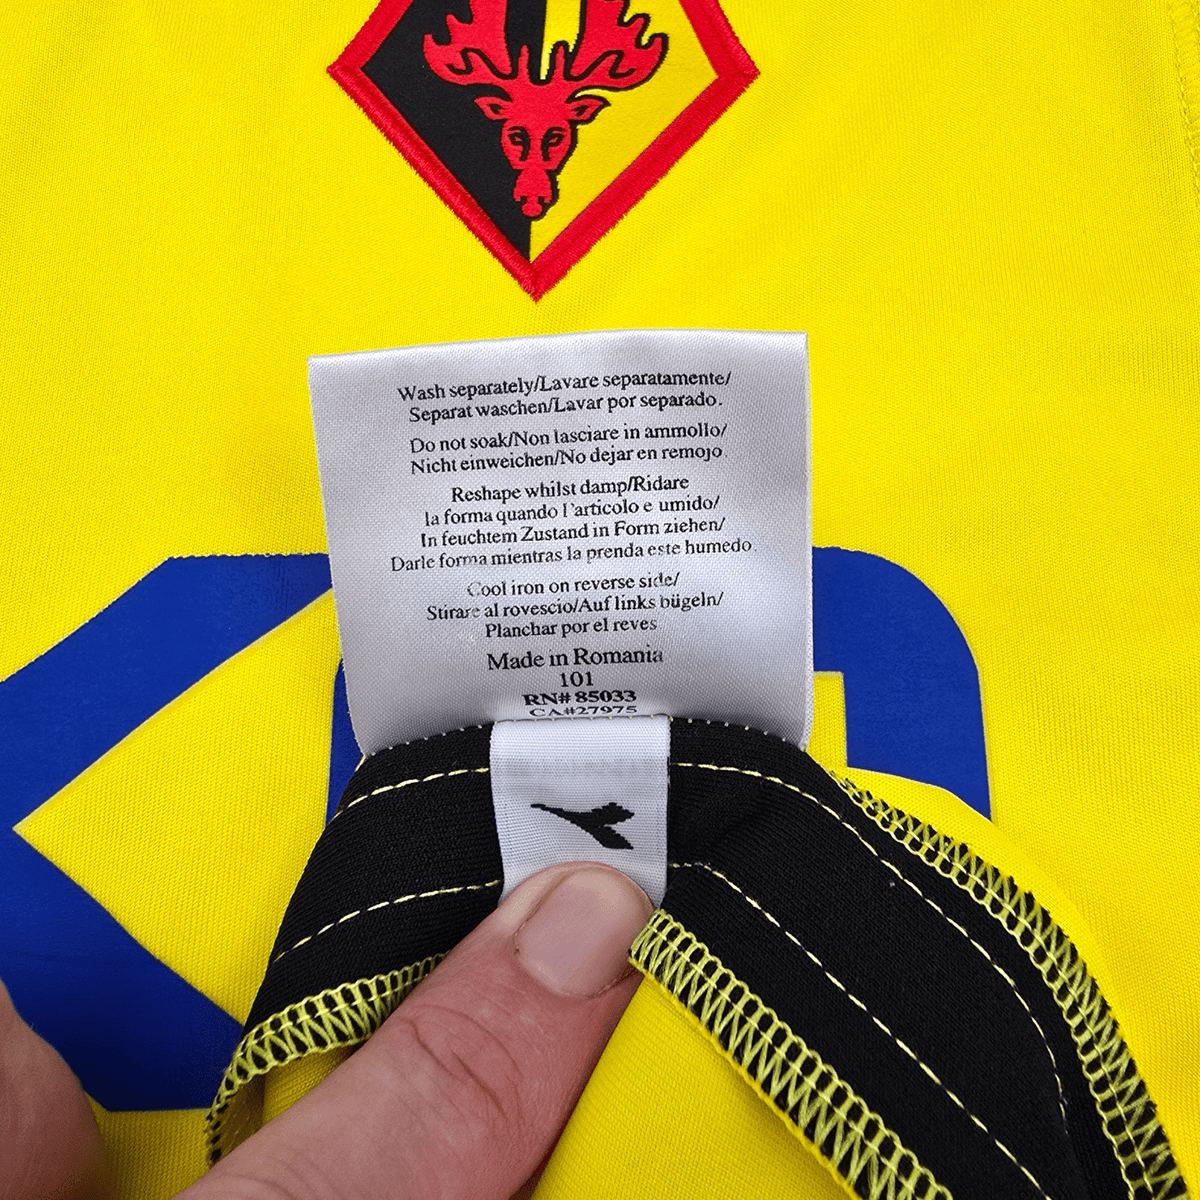 Wash separately/Lavare separatamente/
Separat waschen/Lavar por separado.
Do not soak/Non lasciare in ammollo/
Nicht einweichen/No dejar en remojo.
Reshape whilst damp/Ridare
la forma quando l'articolo e umido/
In feuchtem Zustand in Form ziehen/
Darle forma mientras la prenda este humedo.
Cool iron on reverse side/
Stirare al rovescio/Auf links bügeln/
Planchar por el reves
Made in Romania
101
RN# 85033
CA#27975